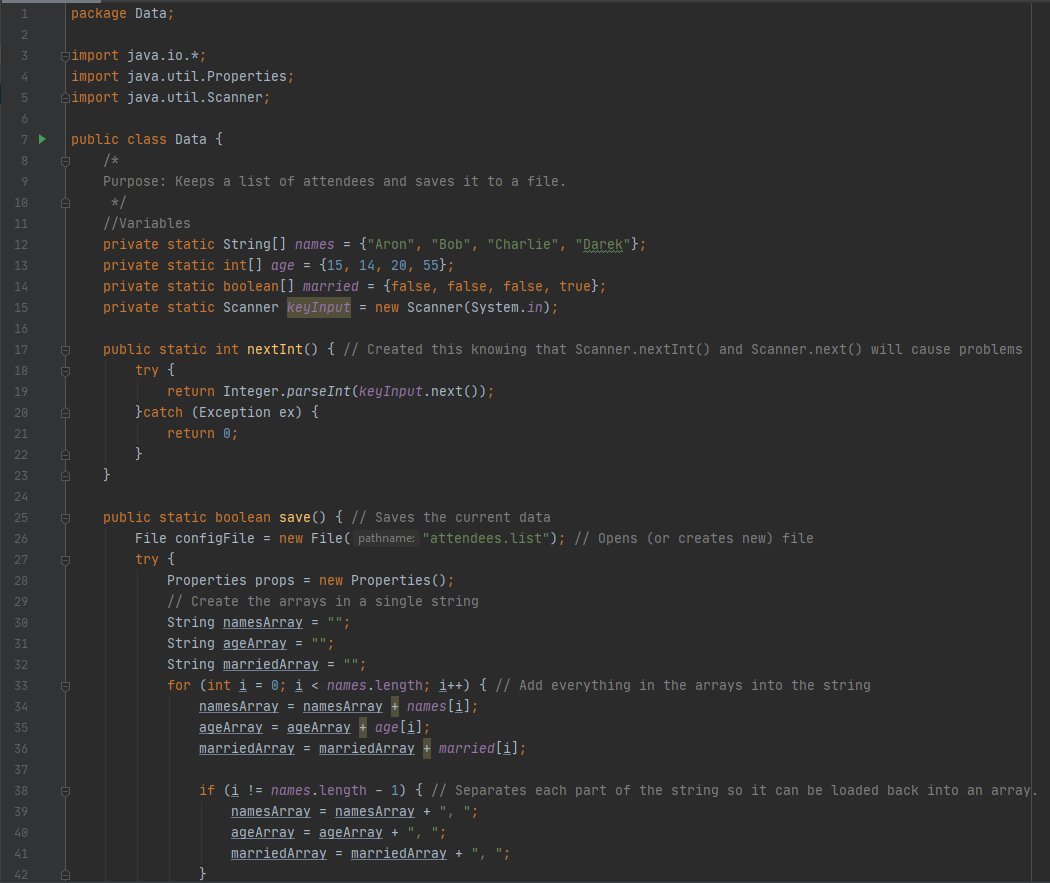 1 package Data;
2
3 import java.io.*;
4 import java.util.Properties;
5 import java.util.Scanner;
6
7 public class Data {
8 /*
9 Purpose: Keeps a list of attendees and saves it to a file.
10 */
11 //Variables
12 private static String[] names = {"Aron", "Bob", "Charlie", "Darek"};
13 private static int[] age = {15, 14, 20, 55};
14 private static boolean[] married = {false, false, false, true};
15 private static Scanner keyInput = new Scanner(System.in);
16
17 public static int nextInt() { // Created this knowing that Scanner.nextInt() and Scanner.next() will cause problems
18 try {
19 return Integer.parseInt(keyInput.next());
20 }catch (Exception ex) {
21 return 0;
22 }
23 }
24
25 public static boolean save() { // Saves the current data
26 File configFile = new File( pathname: "attendees.list"); // Opens (or creates new) file
27 try {
28 Properties props = new Properties();
29 // Create the arrays in a single string
30 String namesArray = "";
31 String ageArray = "";
32 String marriedArray = "";
33 for (int i = 0; i < names.length; i++) { // Add everything in the arrays into the string
34 namesArray = namesArray + names[i];
35 ageArray = ageArray + age[i];
36 marriedArray = marriedArray + married[i];
37
38 if (i != names.length - 1) { // Separates each part of the string so it can be loaded back into an array.
39 namesArray = namesArray + ", ";
40 ageArray = ageArray + ", ";
41 marriedArray = marriedArray + ", ";
42 }